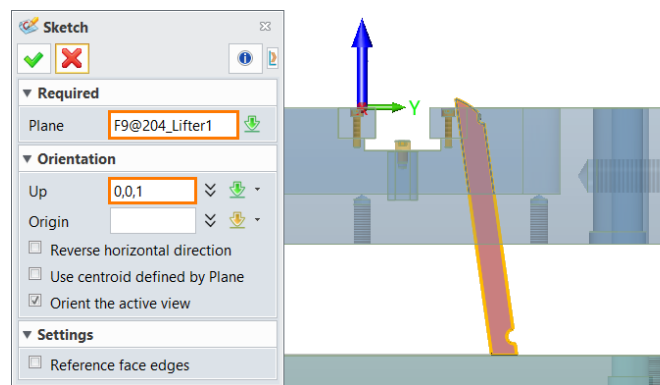 Sketch
Required
Plane F9@204_Lifter1
Orientation
Up 0,0,1
Origin
Reverse horizontal direction
Use centroid defined by Plane
Orient the active view
Settings
Reference face edges
Y